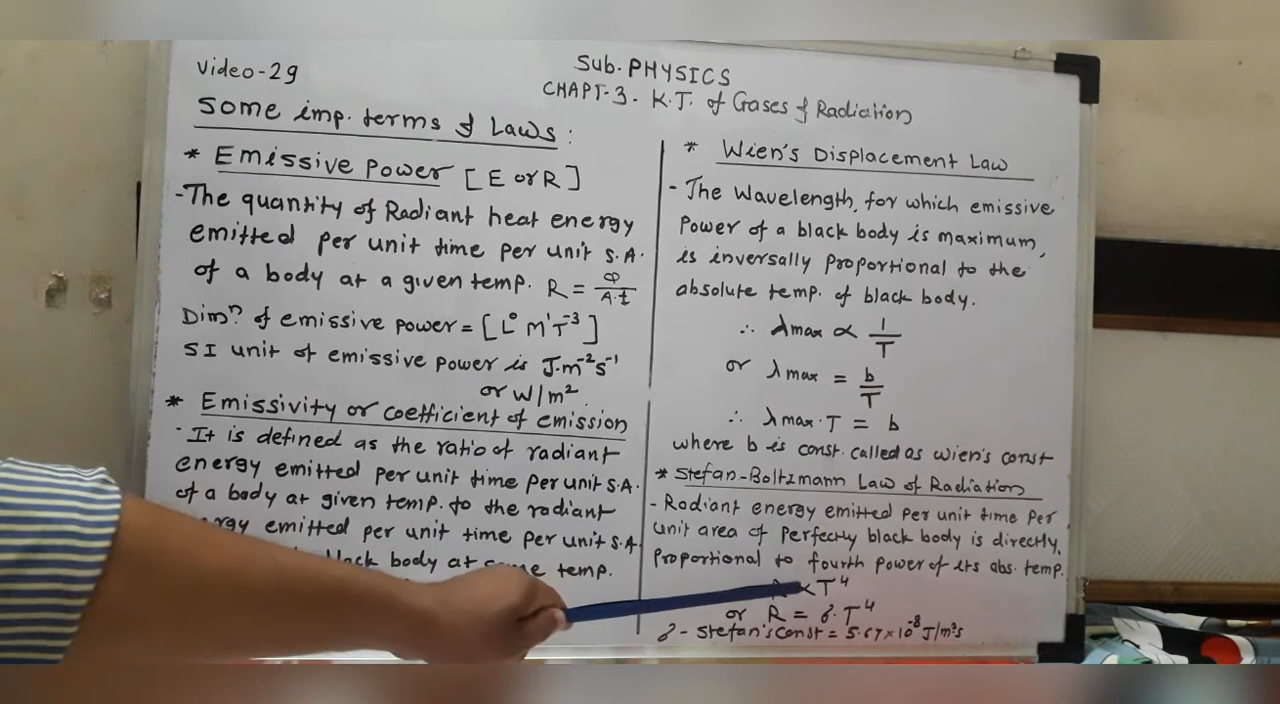 Video-29
Sub. PHYSICS
CHAPT-3. K.T. of Gases & Radiation
Some imp. terms & Laws:
* Emissive Power [E or R]
-The quantity of Radiant heat energy
emitted per unit time per unit S.A.
of a body at a given temp. R = Q/A.t
Dimⁿ of emissive power = [L⁰ M¹ T⁻³]
SI unit of emissive power is J.m⁻²s⁻¹
or W/m².
* Emissivity or coefficient of emission
- It is defined as the ratio of radiant
energy emitted per unit time per unit S.A.
of a body at given temp. to the radiant
emitted per unit time per unit S.A.
body at temp.
* Wien's Displacement Law
- The Wavelength, for which emissive
Power of a black body is maximum,
is inversally proportional to the
absolute temp. of black body.
∴ λmax ∝ 1/T
or λmax = b/T
∴ λmax.T = b
where b is const. called as wien's const
* Stefan-Boltzmann Law of Radiation
- Radiant energy emitted per unit time per
unit area of perfectly black body is directly
proportional to fourth power of its abs. temp.
T⁴
or R = σ.T⁴
σ - Stefan's const = 5.67×10⁻⁸ J/m²s